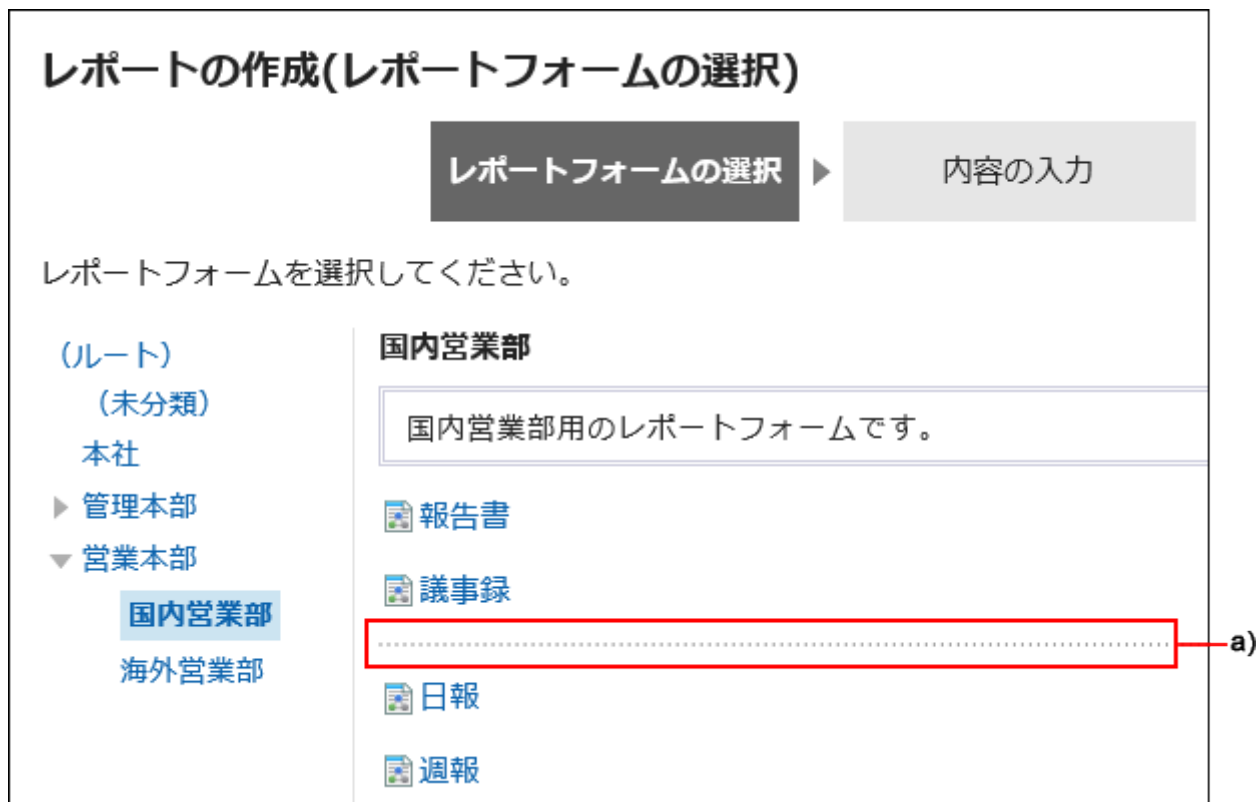 レポートの作成(レポートフォームの選択)
レポートフォームの選択
内容の入力
レポートフォームを選択してください。
(ルート)
(未分類)
本社
管理本部
営業本部
国内営業部
海外営業部
国内営業部
国内営業部用のレポートフォームです。
報告書
議事録
a)
日報
週報